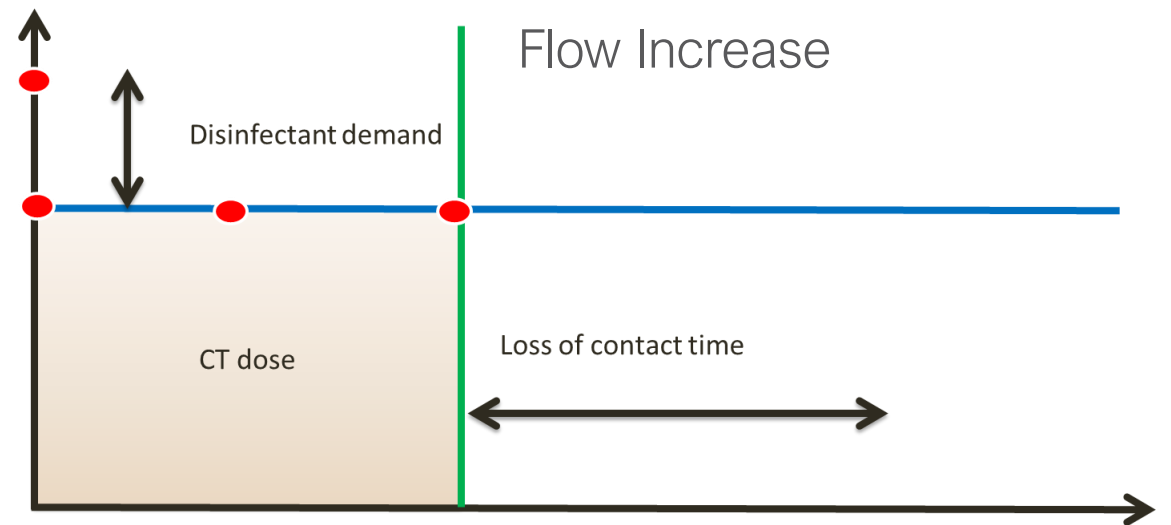 Flow Increase
Disinfectant demand
Loss of contact time
CT dose